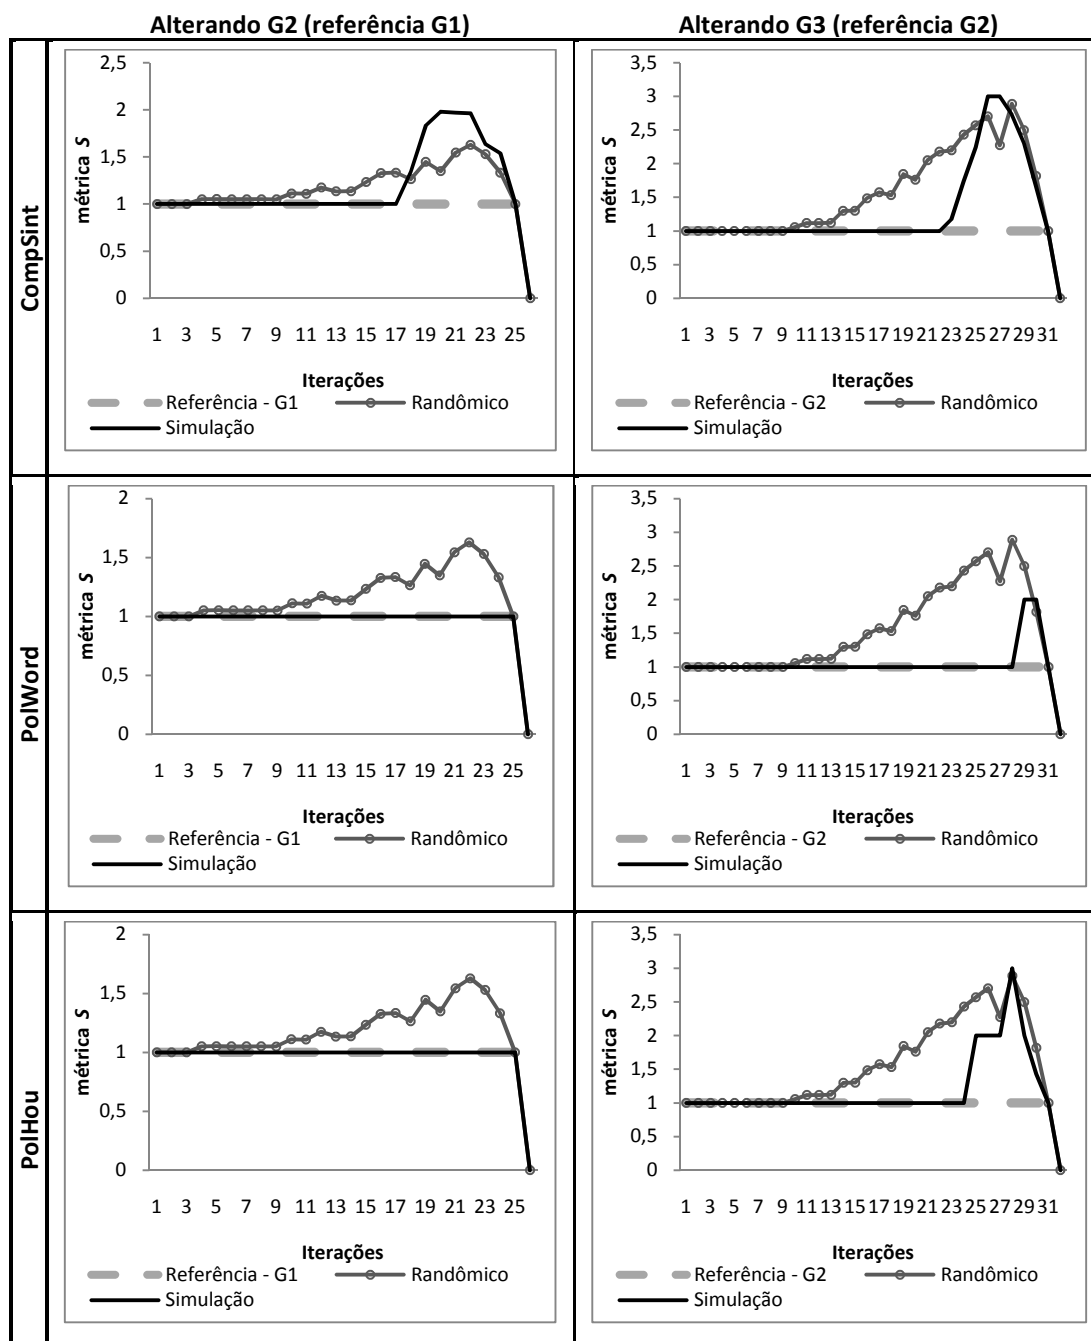 Alterando G2 (referência G1)
Alterando G3 (referência G2)
CompSint
métrica S
2,5
2
1,5
1
0,5
0
1 3 5 7 9 11 13 15 17 19 21 23 25
Iterações
Referência - G1
Randômico
Simulação
métrica S
3,5
3
2,5
2
1,5
1
0,5
0
1 3 5 7 9 11 13 15 17 19 21 23 25 27 29 31
Iterações
Referência - G2
Randômico
Simulação
PolWord
métrica S
2
1,5
1
0,5
0
1 3 5 7 9 11 13 15 17 19 21 23 25
Iterações
Referência - G1
Randômico
Simulação
métrica S
3,5
3
2,5
2
1,5
1
0,5
0
1 3 5 7 9 11 13 15 17 19 21 23 25 27 29 31
Iterações
Referência - G2
Randômico
Simulação
PolHou
métrica S
2
1,5
1
0,5
0
1 3 5 7 9 11 13 15 17 19 21 23 25
Iterações
Referência - G1
Randômico
Simulação
métrica S
3,5
3
2,5
2
1,5
1
0,5
0
1 3 5 7 9 11 13 15 17 19 21 23 25 27 29 31
Iterações
Referência - G2
Randômico
Simulação